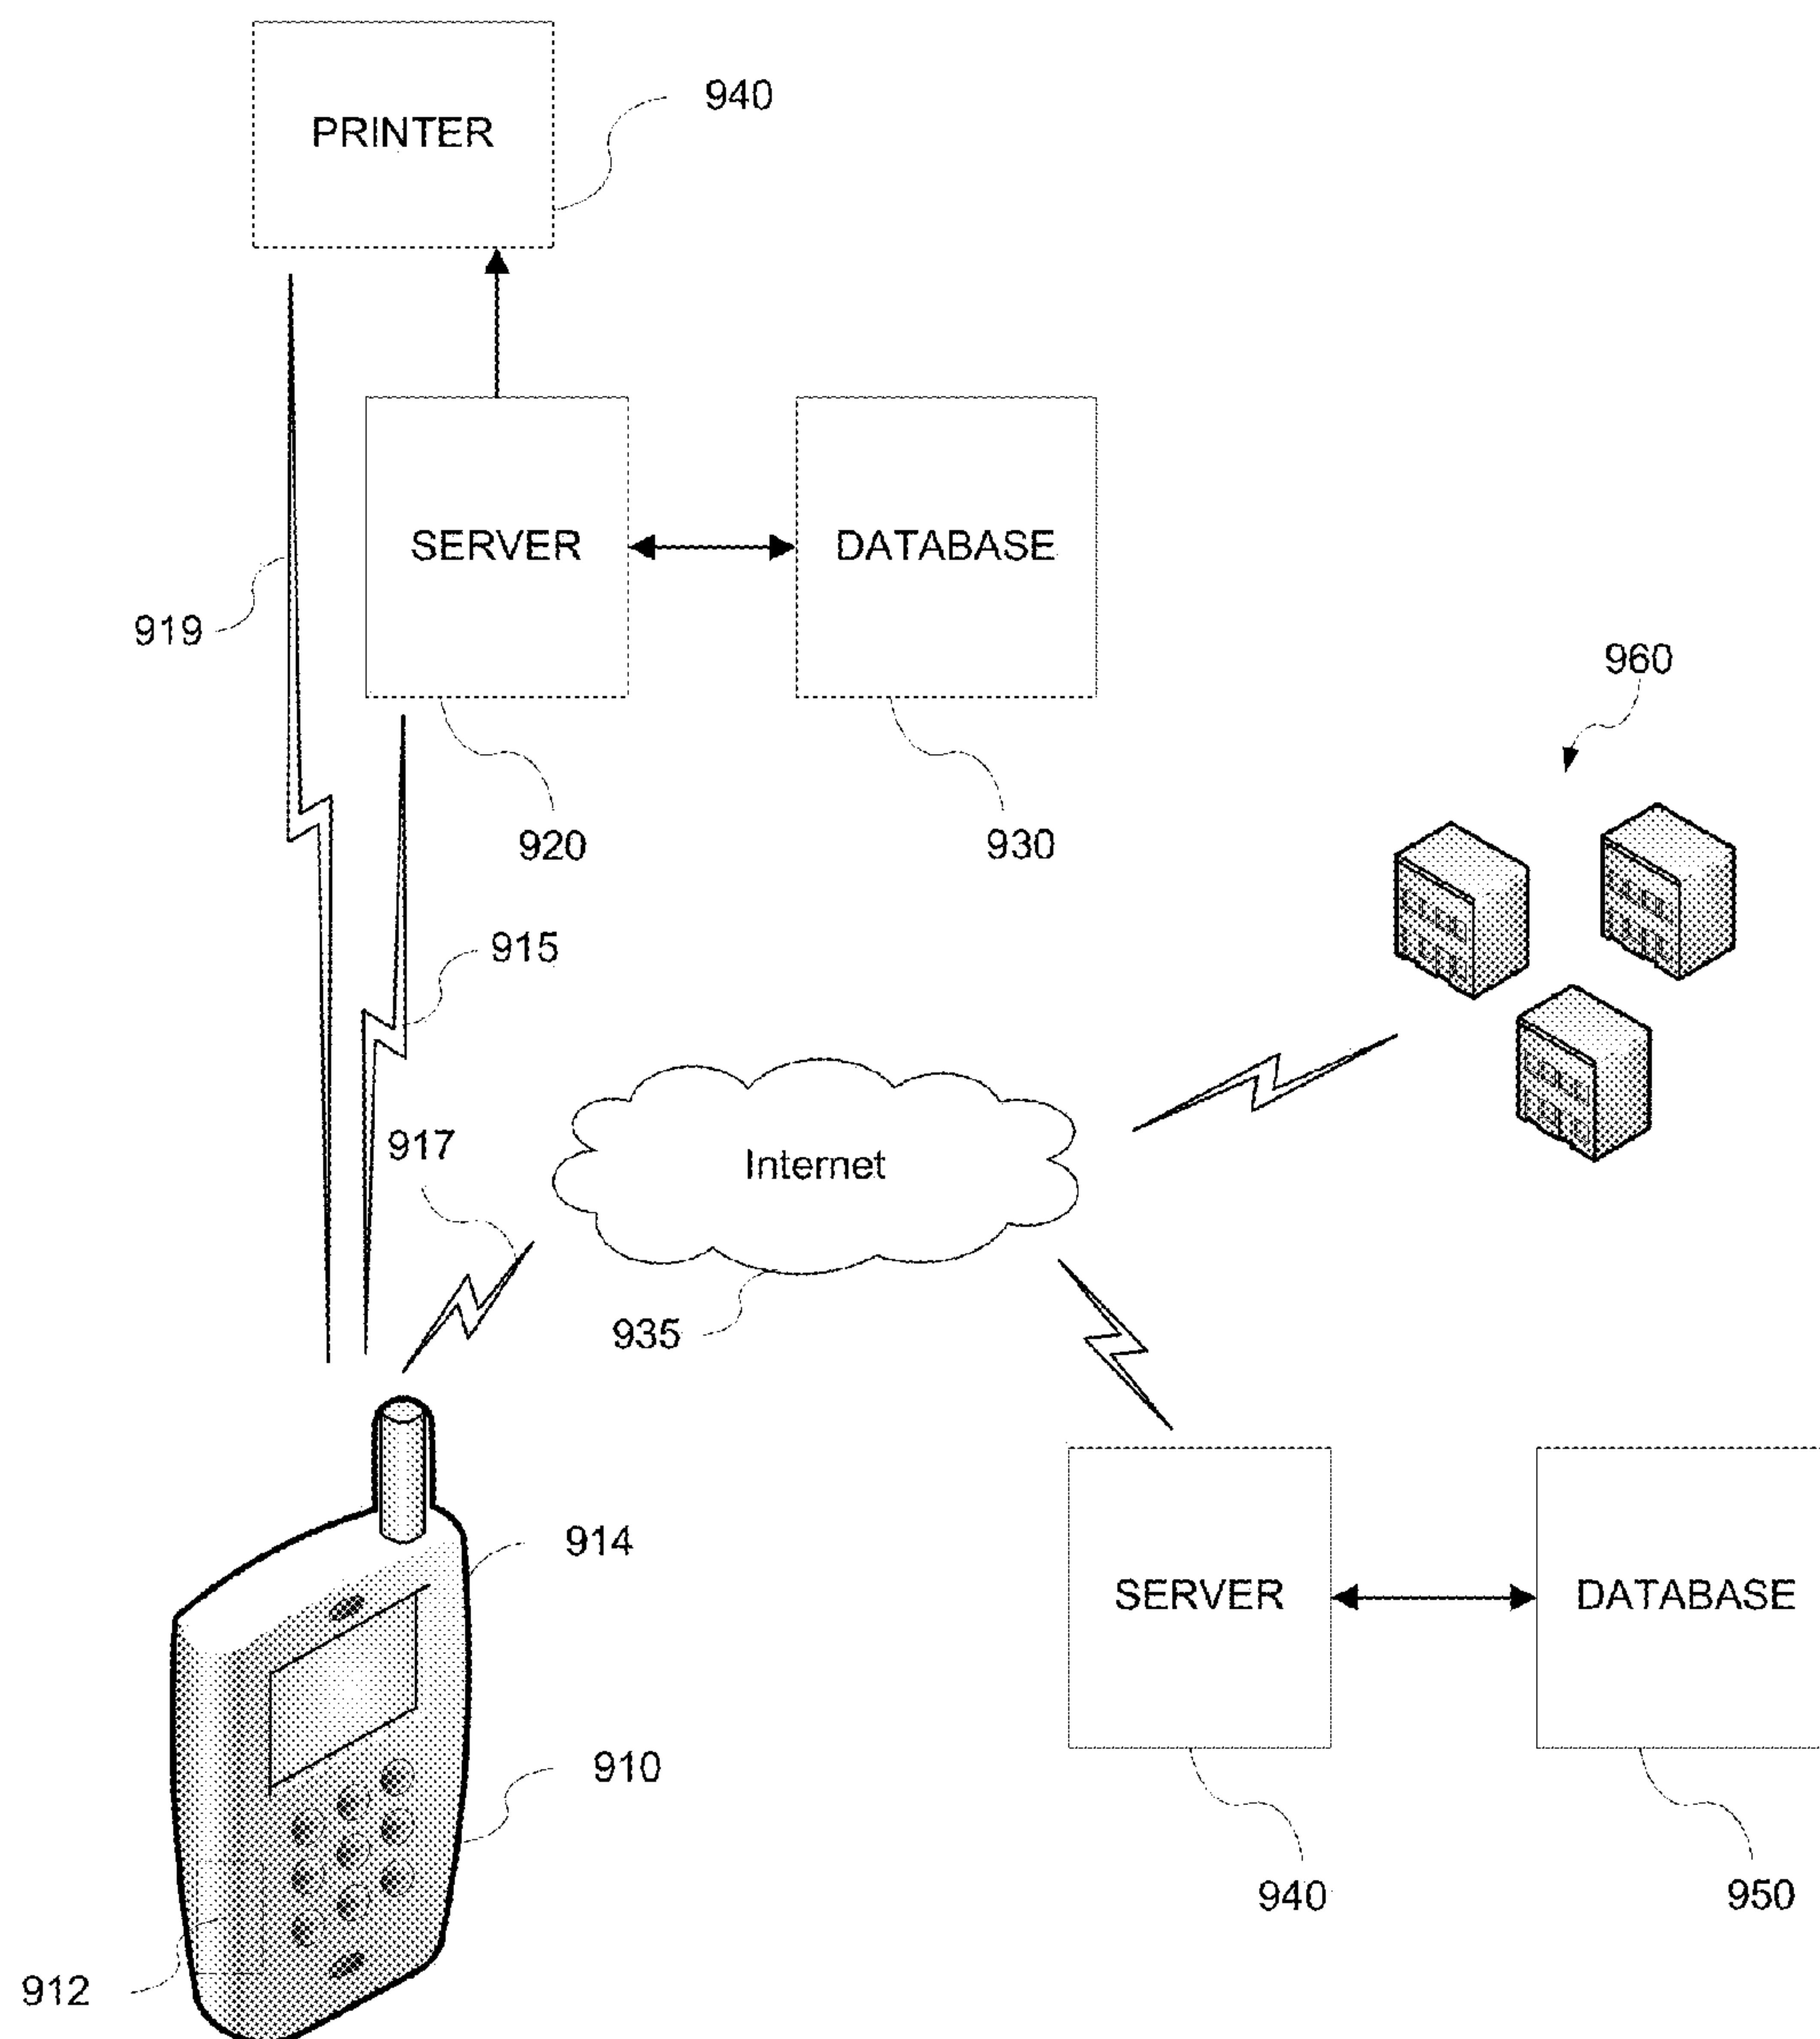 940
PRINTER
SERVER
DATABASE
919
960
920
930
915
917
Internet
935
914
SERVER
DATABASE
910
940
950
912